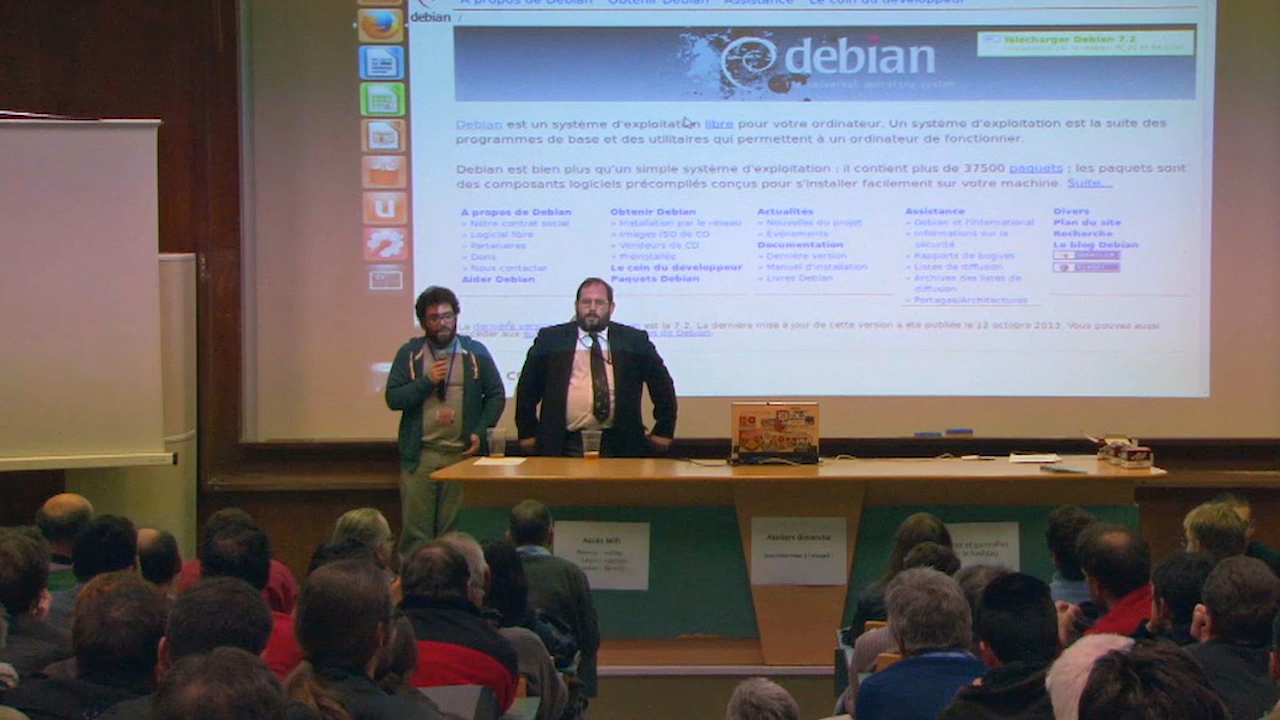 A propos de Debian Obtenir Debian Assistance Le coin du développeur
debian
debian
Télécharger Debian 7.2
Debian est un système d'exploitation libre pour votre ordinateur. Un système d'exploitation est la suite des
programmes de base et des utilitaires qui permettent à un ordinateur de fonctionner.
Debian est bien plus qu'un simple système d'exploitation : il contient plus de 37500 paquets ; les paquets sont
des composants logiciels précompilés conçus pour s'installer facilement sur votre machine. Suite...
A propos de Debian
» Notre contrat social
» Logiciel libre
» Partenaires
» Dons
» Nous contacter
Aider Debian
Obtenir Debian
» Installation par le réseau
» Images ISO de CD
» Vendeurs de CD
» Préinstallée
Le coin du développeur
Paquets Debian
Actualités
» Nouvelles du projet
» Événements
Documentation
» Dernière version
» Manuel d'installation
» Livres Debian
Assistance
» Debian et l'international
» Informations sur la
sécurité
» Rapports de bogues
» Listes de diffusion
» Archives des listes de
diffusion
» Portages/Architectures
Divers
Plan du site
Recherche
Le blog Debian
La dernière est la 7.2. La dernière mise à jour de cette version a été publiée le 12 octobre 2013. Vous pouvez aussi
de Debian.
Accès Wifi
Ateliers dimanche